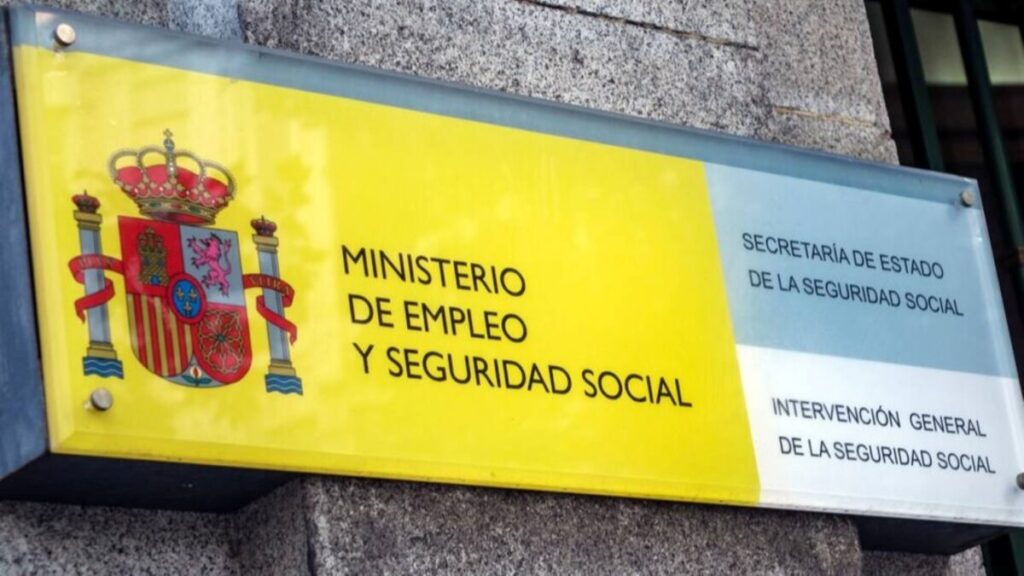 MINISTERIO
DE EMPLEO
Y SEGURIDAD SOCIAL
SECRETARÍA DE ESTADO
DE LA SEGURIDAD SOCIAL
INTERVENCIÓN GENERAL
DE LA SEGURIDAD SOCIAL